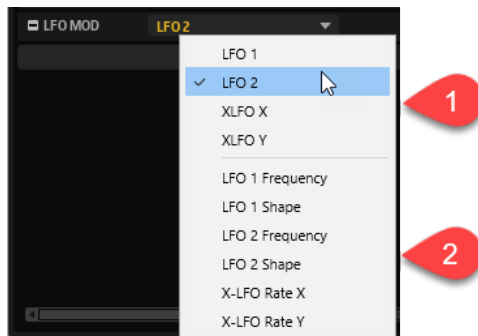 LFO MOD LFO 2
LFO 1
LFO 2
XLFO X
XLFO Y
1
LFO 1 Frequency
LFO 1 Shape
LFO 2 Frequency
LFO 2 Shape
2
X-LFO Rate X
X-LFO Rate Y